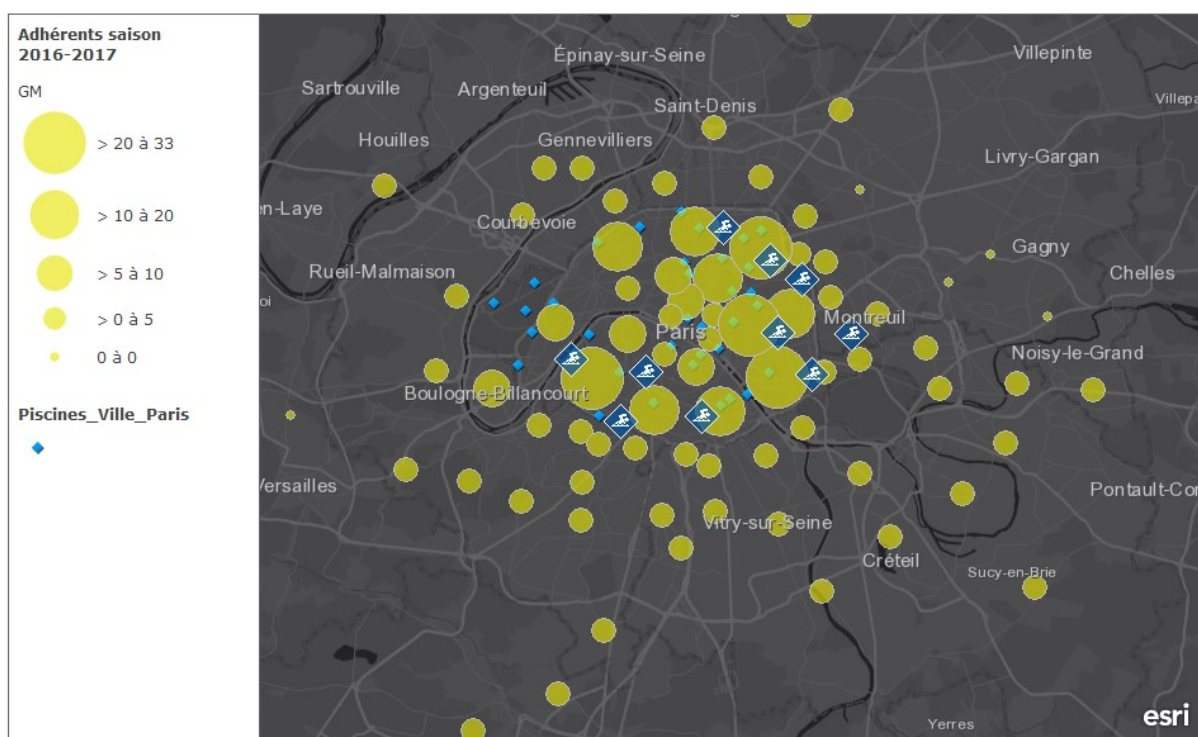 Adhérents saison
2016-2017
GM
> 20 à 33
> 10 à 20
> 5 à 10
> 0 à 5
0 à 0
Piscines_Ville_Paris
Épinay-sur-Seine
Villepinte
Sartrouville
Argenteuil
Saint-Denis
Houilles
Gennevilliers
Livry-Gargan
en-Laye
Courbevoie
Gagny
Rueil-Malmaison
Chelles
oi
Montreuil
Paris
Noisy-le-Grand
Boulogne-Billancourt
Versailles
Pontault-Cor
Vitry-sur-Seine
Créteil
Sucy-en-Brie
Yerres
esri